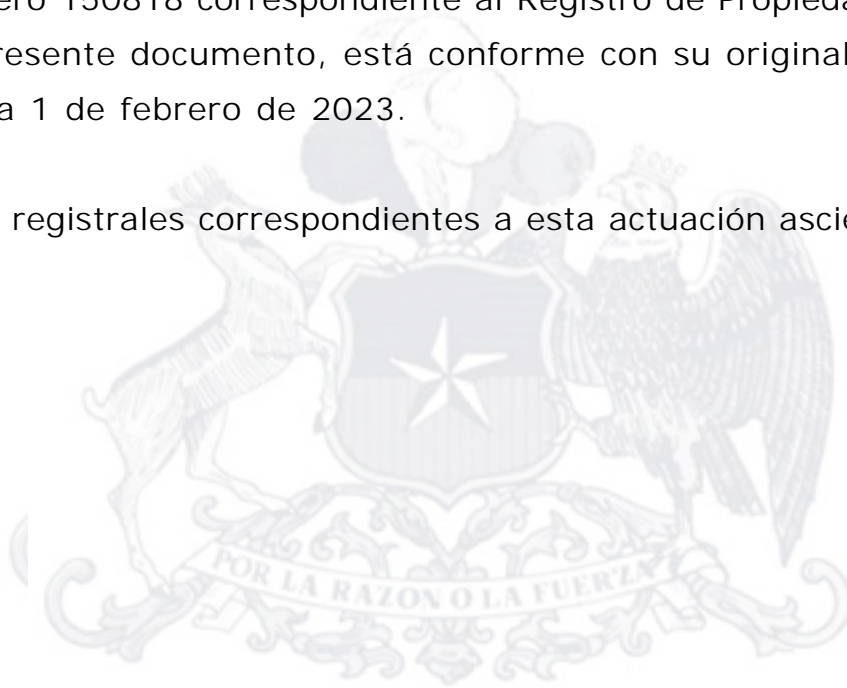 ero 150818 correspondiente al Registro de Propieda
resente documento, está conforme con su original
a 1 de febrero de 2023.
registrales correspondientes a esta actuación ascie
POR LA RAZON O LA FUERZA